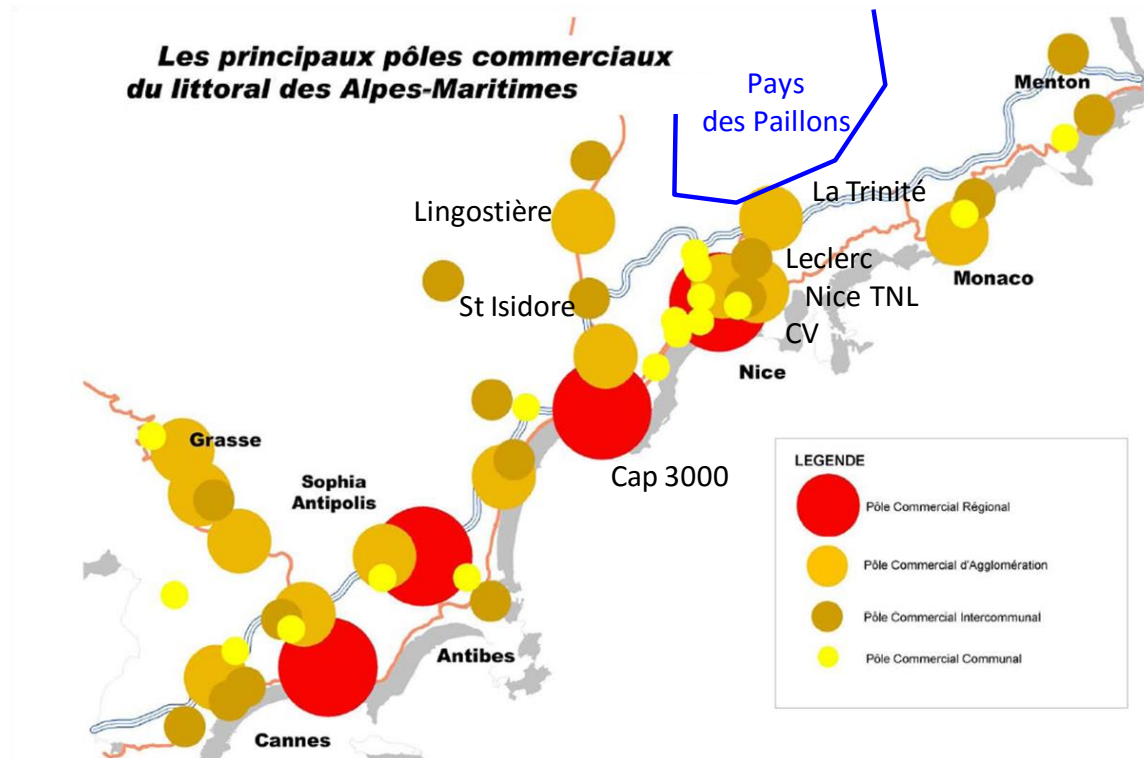 Les principaux pôles commerciaux
du littoral des Alpes-Maritimes
Pays
des Paillons
Menton
La Trinité
Lingostière
Leclerc
Monaco
St Isidore
Nice TNL
CV
Nice
Grasse
Cap 3000
Sophia
Antipolis
Antibes
Cannes
LEGENDE
Pôle Commercial Régional
Pôle Commercial d'Agglomération
Pôle Commercial Intercommunal
Pôle Commercial Communal